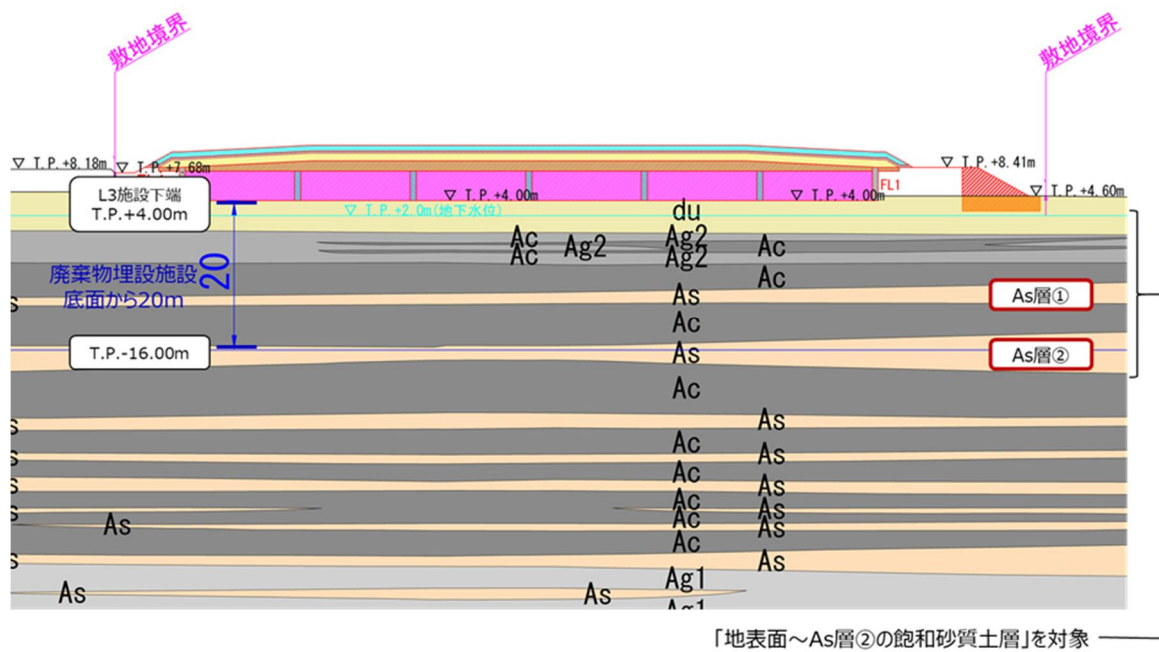 敷地境界
敷地境界
▽ T.P.+8.18m
▽ T.P.+7.68m
▽ T.P.+8.41m
L3施設下端
T.P.+4.00m
▽ T.P.+4.00m
▽ T.P.+4.00m
FL1
▽ T.P.+4.60m
▽ T.P.+2.0m(地下水位)
du
Ac
Ag2
Ag2
Ac
Ac
Ag2
廃棄物埋設施設
底面から20m
20
Ac
As
As層①
s
Ac
T.P.-16.00m
As
As層②
Ac
s
As
Ac
s
As
Ac
s
As
Ac
s
As
As
Ac
As
Ac
s
As
Ag1
As
As
Ag1
「地表面～As層②の飽和砂質土層」を対象